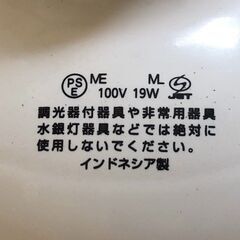 PS
E
ME ML
100V 19W
JET
調光器付器具や非常用器具
水銀灯器具などでは絶対に
使用しないでください。
インドネシア製